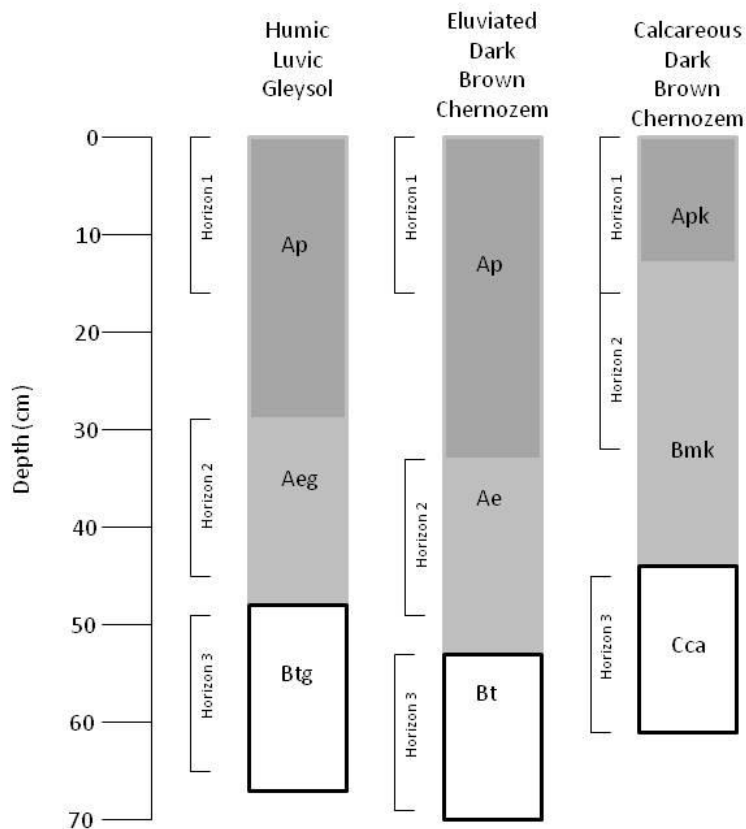 Humic
Luvic
Gleysol
Eluviated
Dark
Brown
Chernozem
Calcareous
Dark
Brown
Chernozem
Depth (cm)
0
10
20
30
40
50
60
70
Horizon 1
Horizon 2
Horizon 3
Ap
Aeg
Btg
Horizon 1
Horizon 2
Horizon 3
Ap
Ae
Bt
Horizon 1
Horizon 2
Horizon 3
Apk
Bmk
Cca